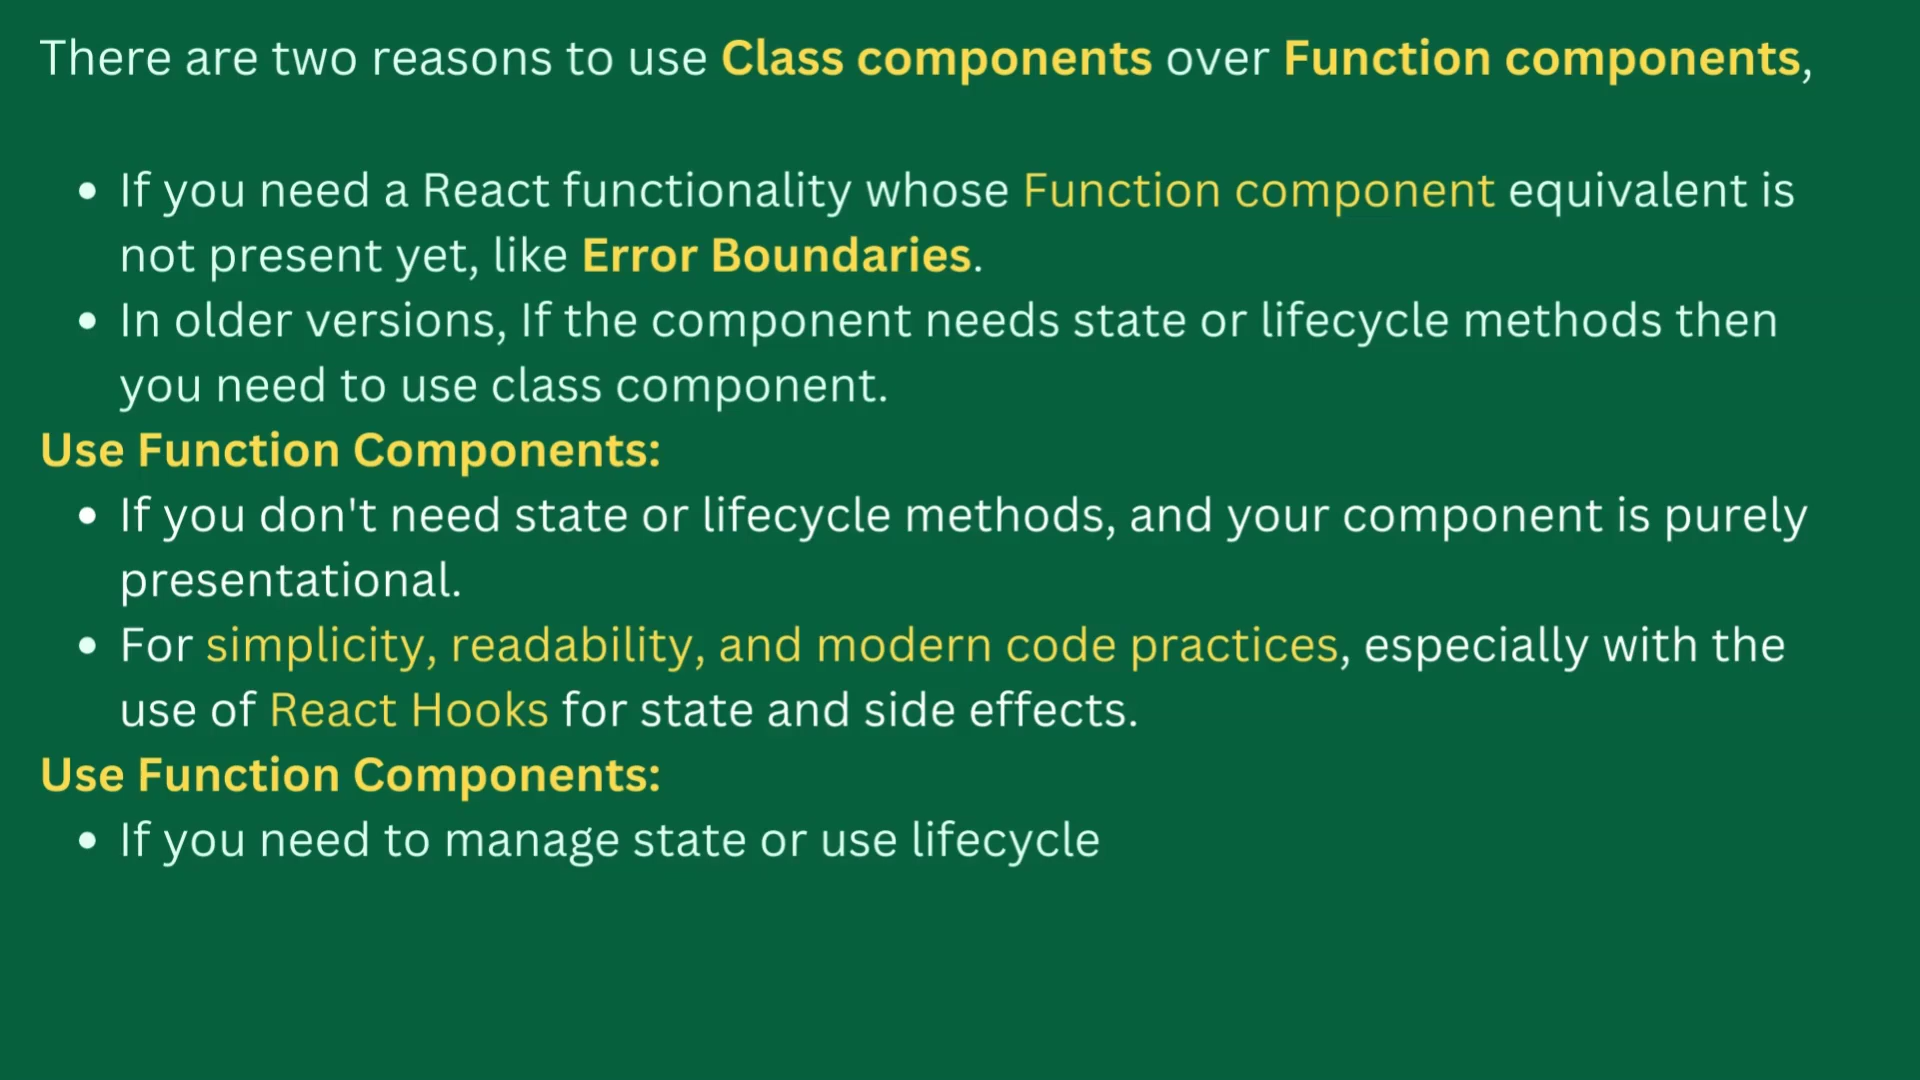 There are two reasons to use Class components over Function components,
• If you need a React functionality whose Function component equivalent is
not present yet, like Error Boundaries.
• In older versions, If the component needs state or lifecycle methods then
you need to use class component.
Use Function Components:
• If you don't need state or lifecycle methods, and your component is purely
presentational.
• For simplicity, readability, and modern code practices, especially with the
use of React Hooks for state and side effects.
Use Function Components:
• If you need to manage state or use lifecycle